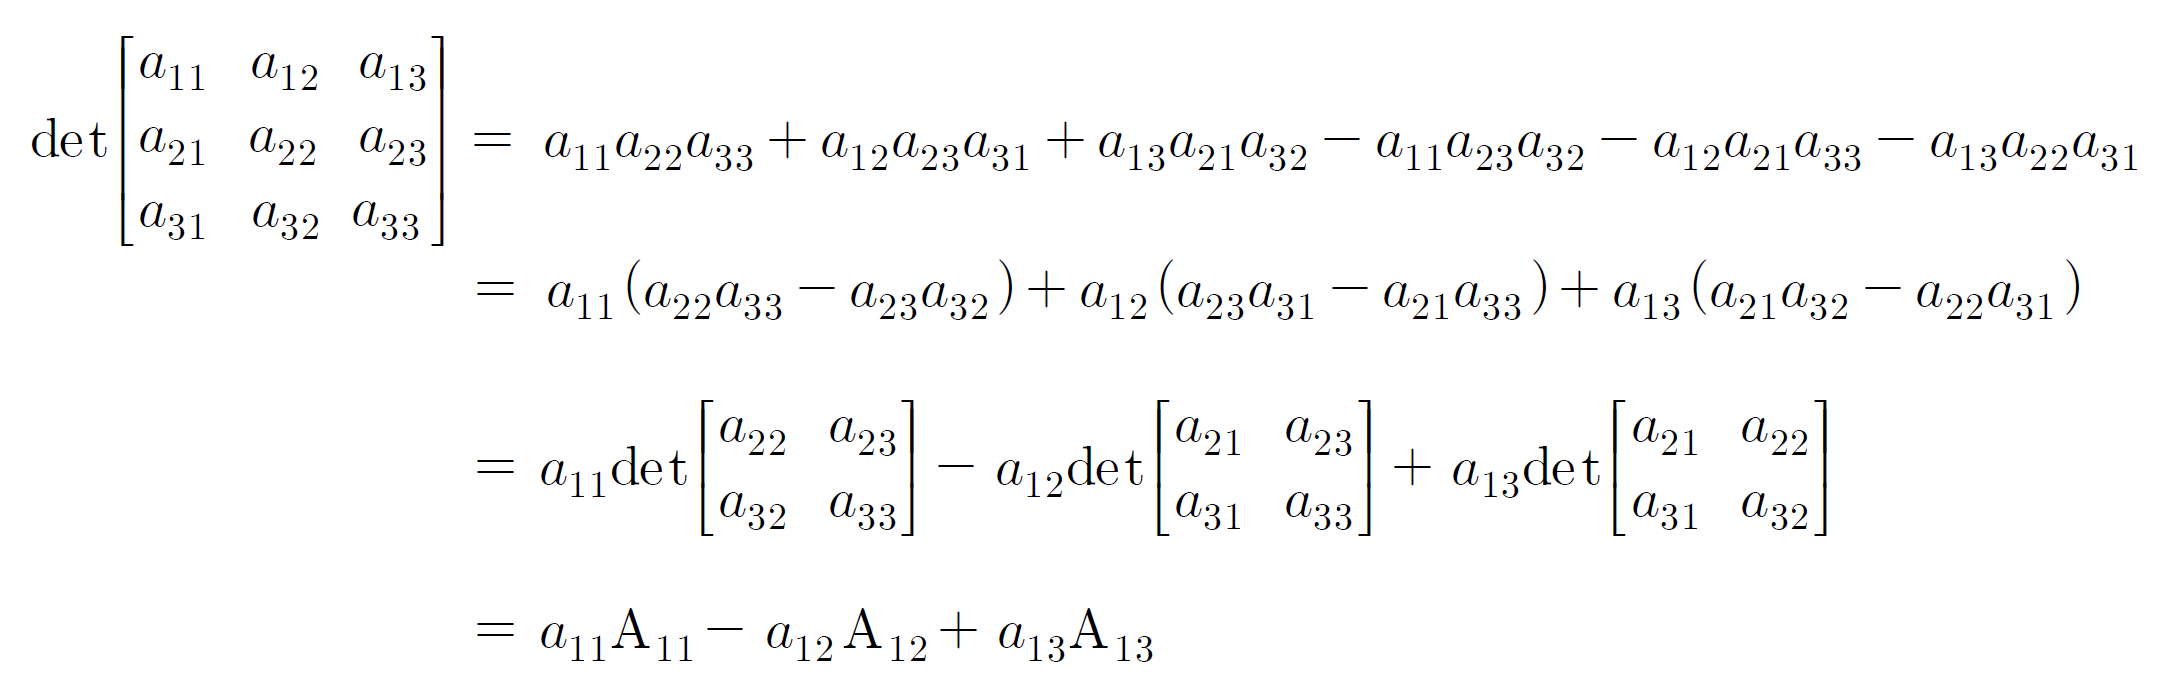 det[a₁₁ a₁₂ a₁₃; a₂₁ a₂₂ a₂₃; a₃₁ a₃₂ a₃₃] = a₁₁a₂₂a₃₃ + a₁₂a₂₃a₃₁ + a₁₃a₂₁a₃₂ − a₁₁a₂₃a₃₂ − a₁₂a₂₁a₃₃ − a₁₃a₂₂a₃₁
= a₁₁(a₂₂a₃₃ − a₂₃a₃₂) + a₁₂(a₂₃a₃₁ − a₂₁a₃₃) + a₁₃(a₂₁a₃₂ − a₂₂a₃₁)
= a₁₁det[a₂₂ a₂₃; a₃₂ a₃₃] − a₁₂det[a₂₁ a₂₃; a₃₁ a₃₃] + a₁₃det[a₂₁ a₂₂; a₃₁ a₃₂]
= a₁₁A₁₁ − a₁₂A₁₂ + a₁₃A₁₃